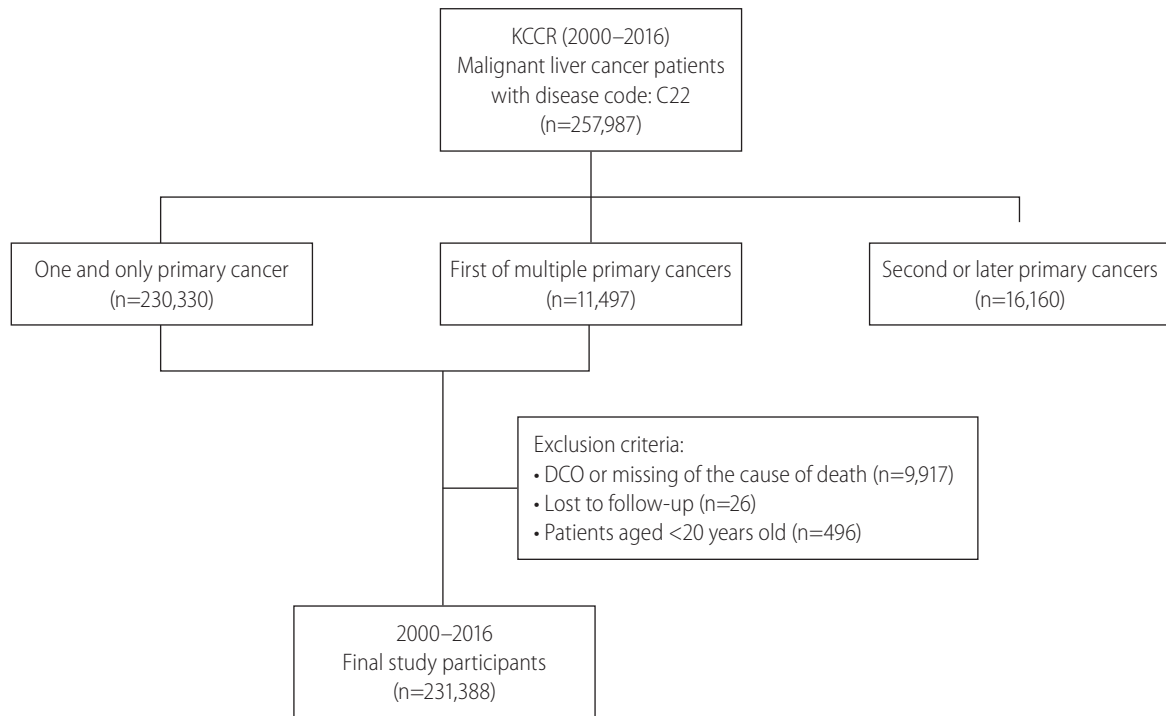 KCCR (2000–2016)
Malignant liver cancer patients
with disease code: C22
(n=257,987)
One and only primary cancer
(n=230,330)
First of multiple primary cancers
(n=11,497)
Second or later primary cancers
(n=16,160)
Exclusion criteria:
• DCO or missing of the cause of death (n=9,917)
• Lost to follow-up (n=26)
• Patients aged <20 years old (n=496)
2000–2016
Final study participants
(n=231,388)